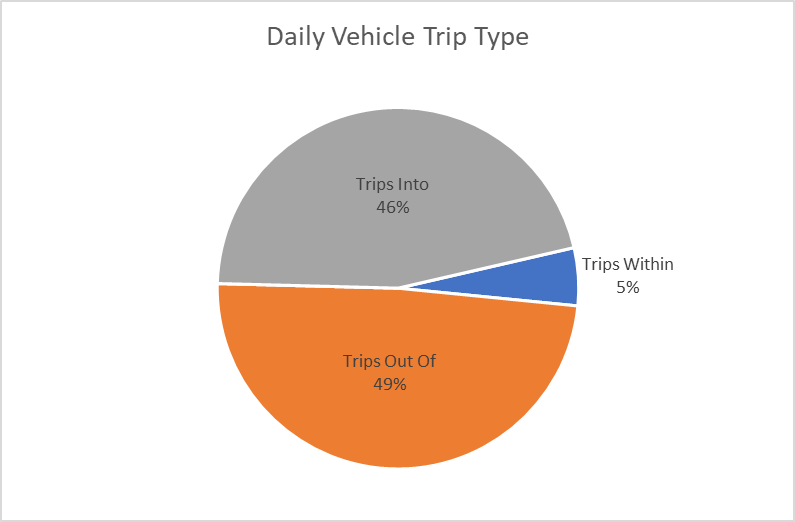 Daily Vehicle Trip Type
Trips Into
46%
Trips Within
5%
Trips Out Of
49%